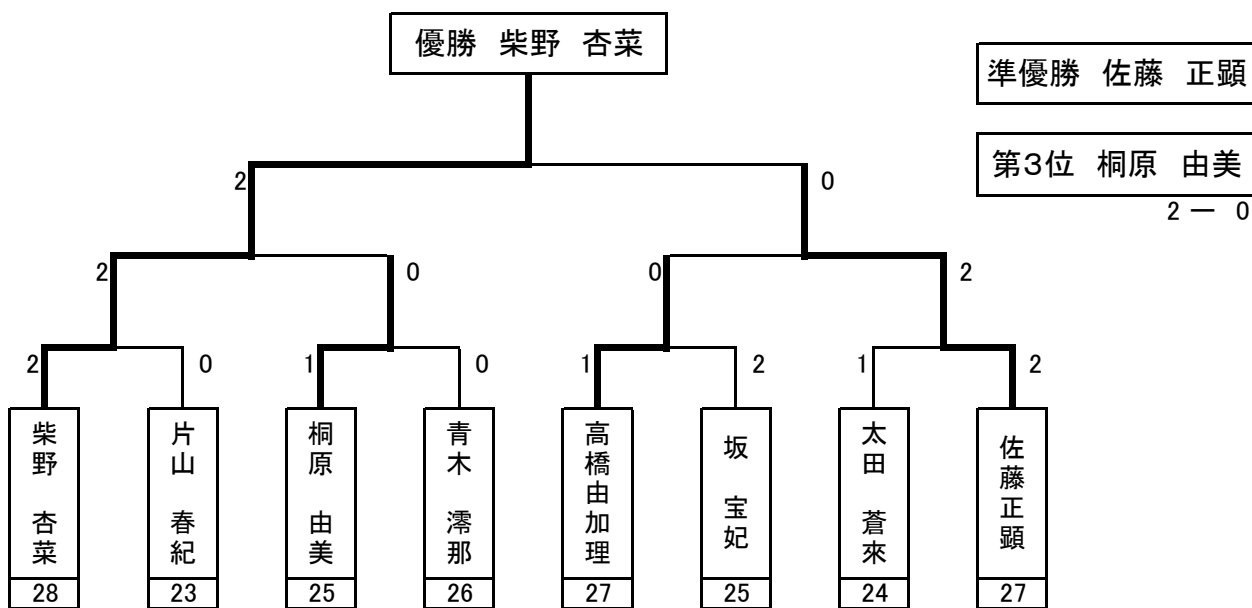 優勝 柴野 杏菜
準優勝 佐藤 正顕
第3位 桐原 由美
2 ― 0
2
0
2
0
0
2
2
0
1
0
1
2
1
2
柴野 杏菜
片山 春紀
桐原 由美
青木 澪那
高橋由加理
坂 宝妃
太田 蒼來
佐藤正顕
28
23
25
26
27
25
24
27